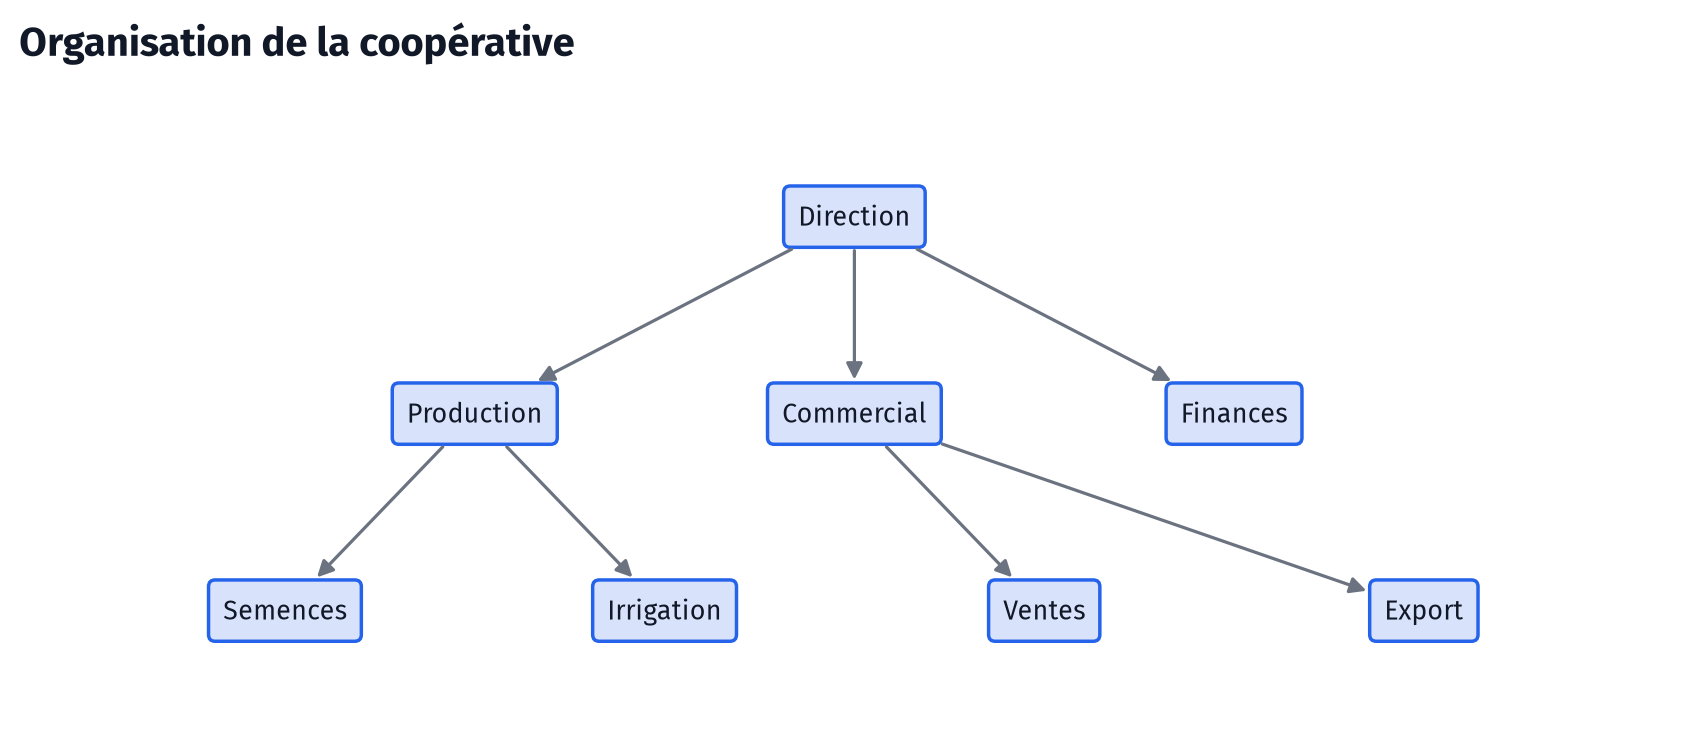 Organisation de la coopérative
Direction
Production
Commercial
Finances
Semences
Irrigation
Ventes
Export